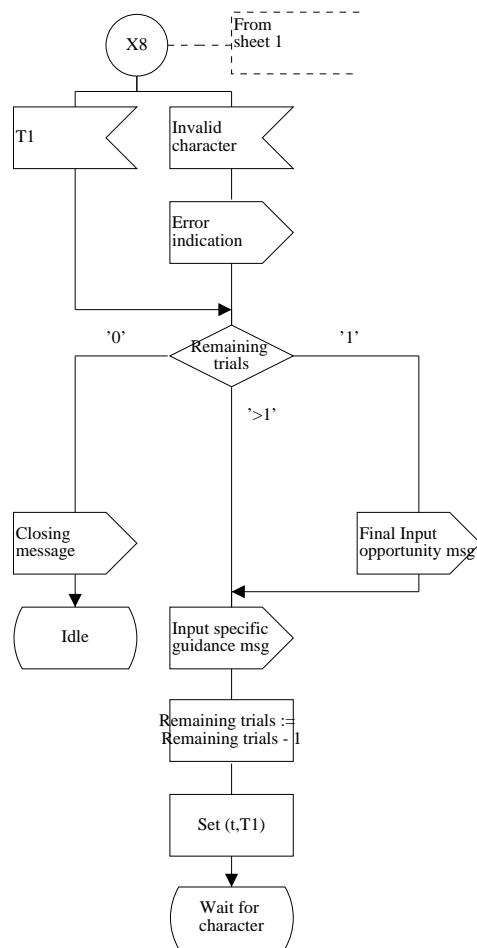 X8
From
sheet 1
T1
Invalid
character
Error
indication
'0'
Remaining
trials
'1'
'>1'
Closing
message
Final Input
opportunity msg
Idle
Input specific
guidance msg
Remaining trials :=
Remaining trials - 1
Set (t,T1)
Wait for
character